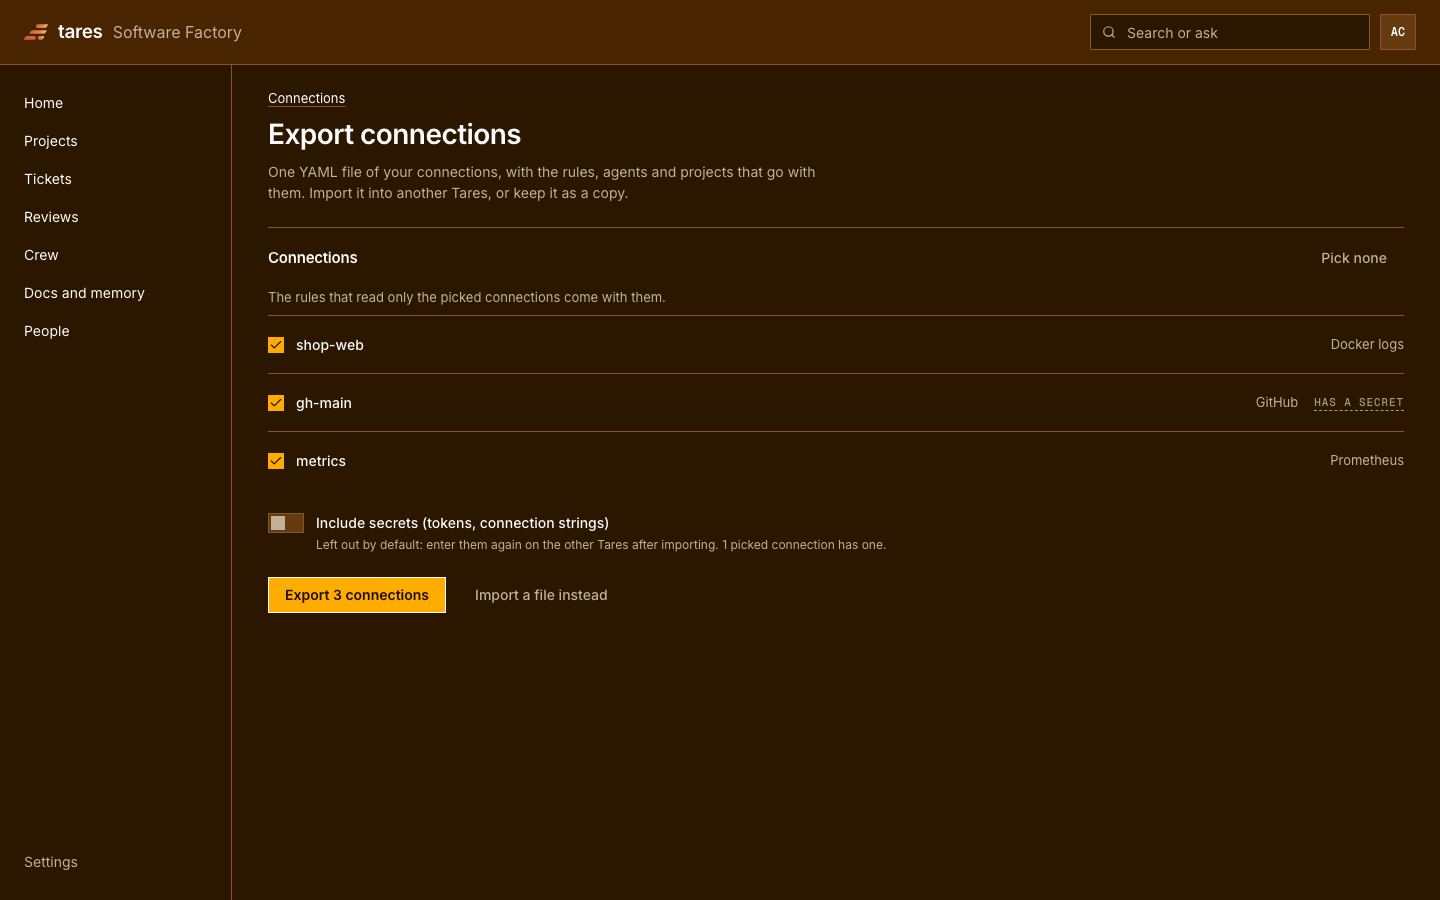 tares Software Factory
Search or ask
AC
Home
Projects
Tickets
Reviews
Crew
Docs and memory
People
Settings
Connections
Export connections
One YAML file of your connections, with the rules, agents and projects that go with
them. Import it into another Tares, or keep it as a copy.
Connections
Pick none
The rules that read only the picked connections come with them.
shop-web
Docker logs
gh-main
GitHub
HAS A SECRET
metrics
Prometheus
Include secrets (tokens, connection strings)
Left out by default: enter them again on the other Tares after importing. 1 picked connection has one.
Export 3 connections
Import a file instead